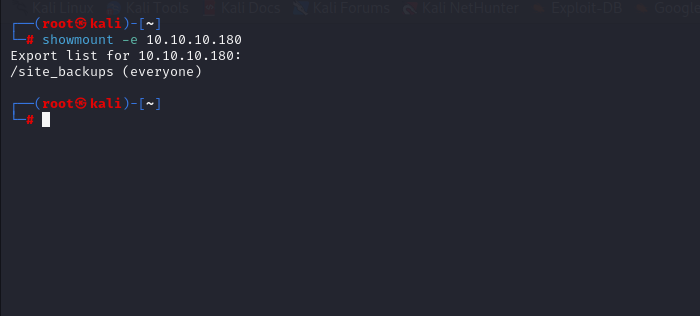 Kali Linux Kali Tools Kali Docs Kali Forums Kali NetHunter Exploit-DB Google
┌──(root㉿kali)-[~]
└─# showmount -e 10.10.10.180
Export list for 10.10.10.180:
/site_backups (everyone)
┌──(root㉿kali)-[~]
└─#